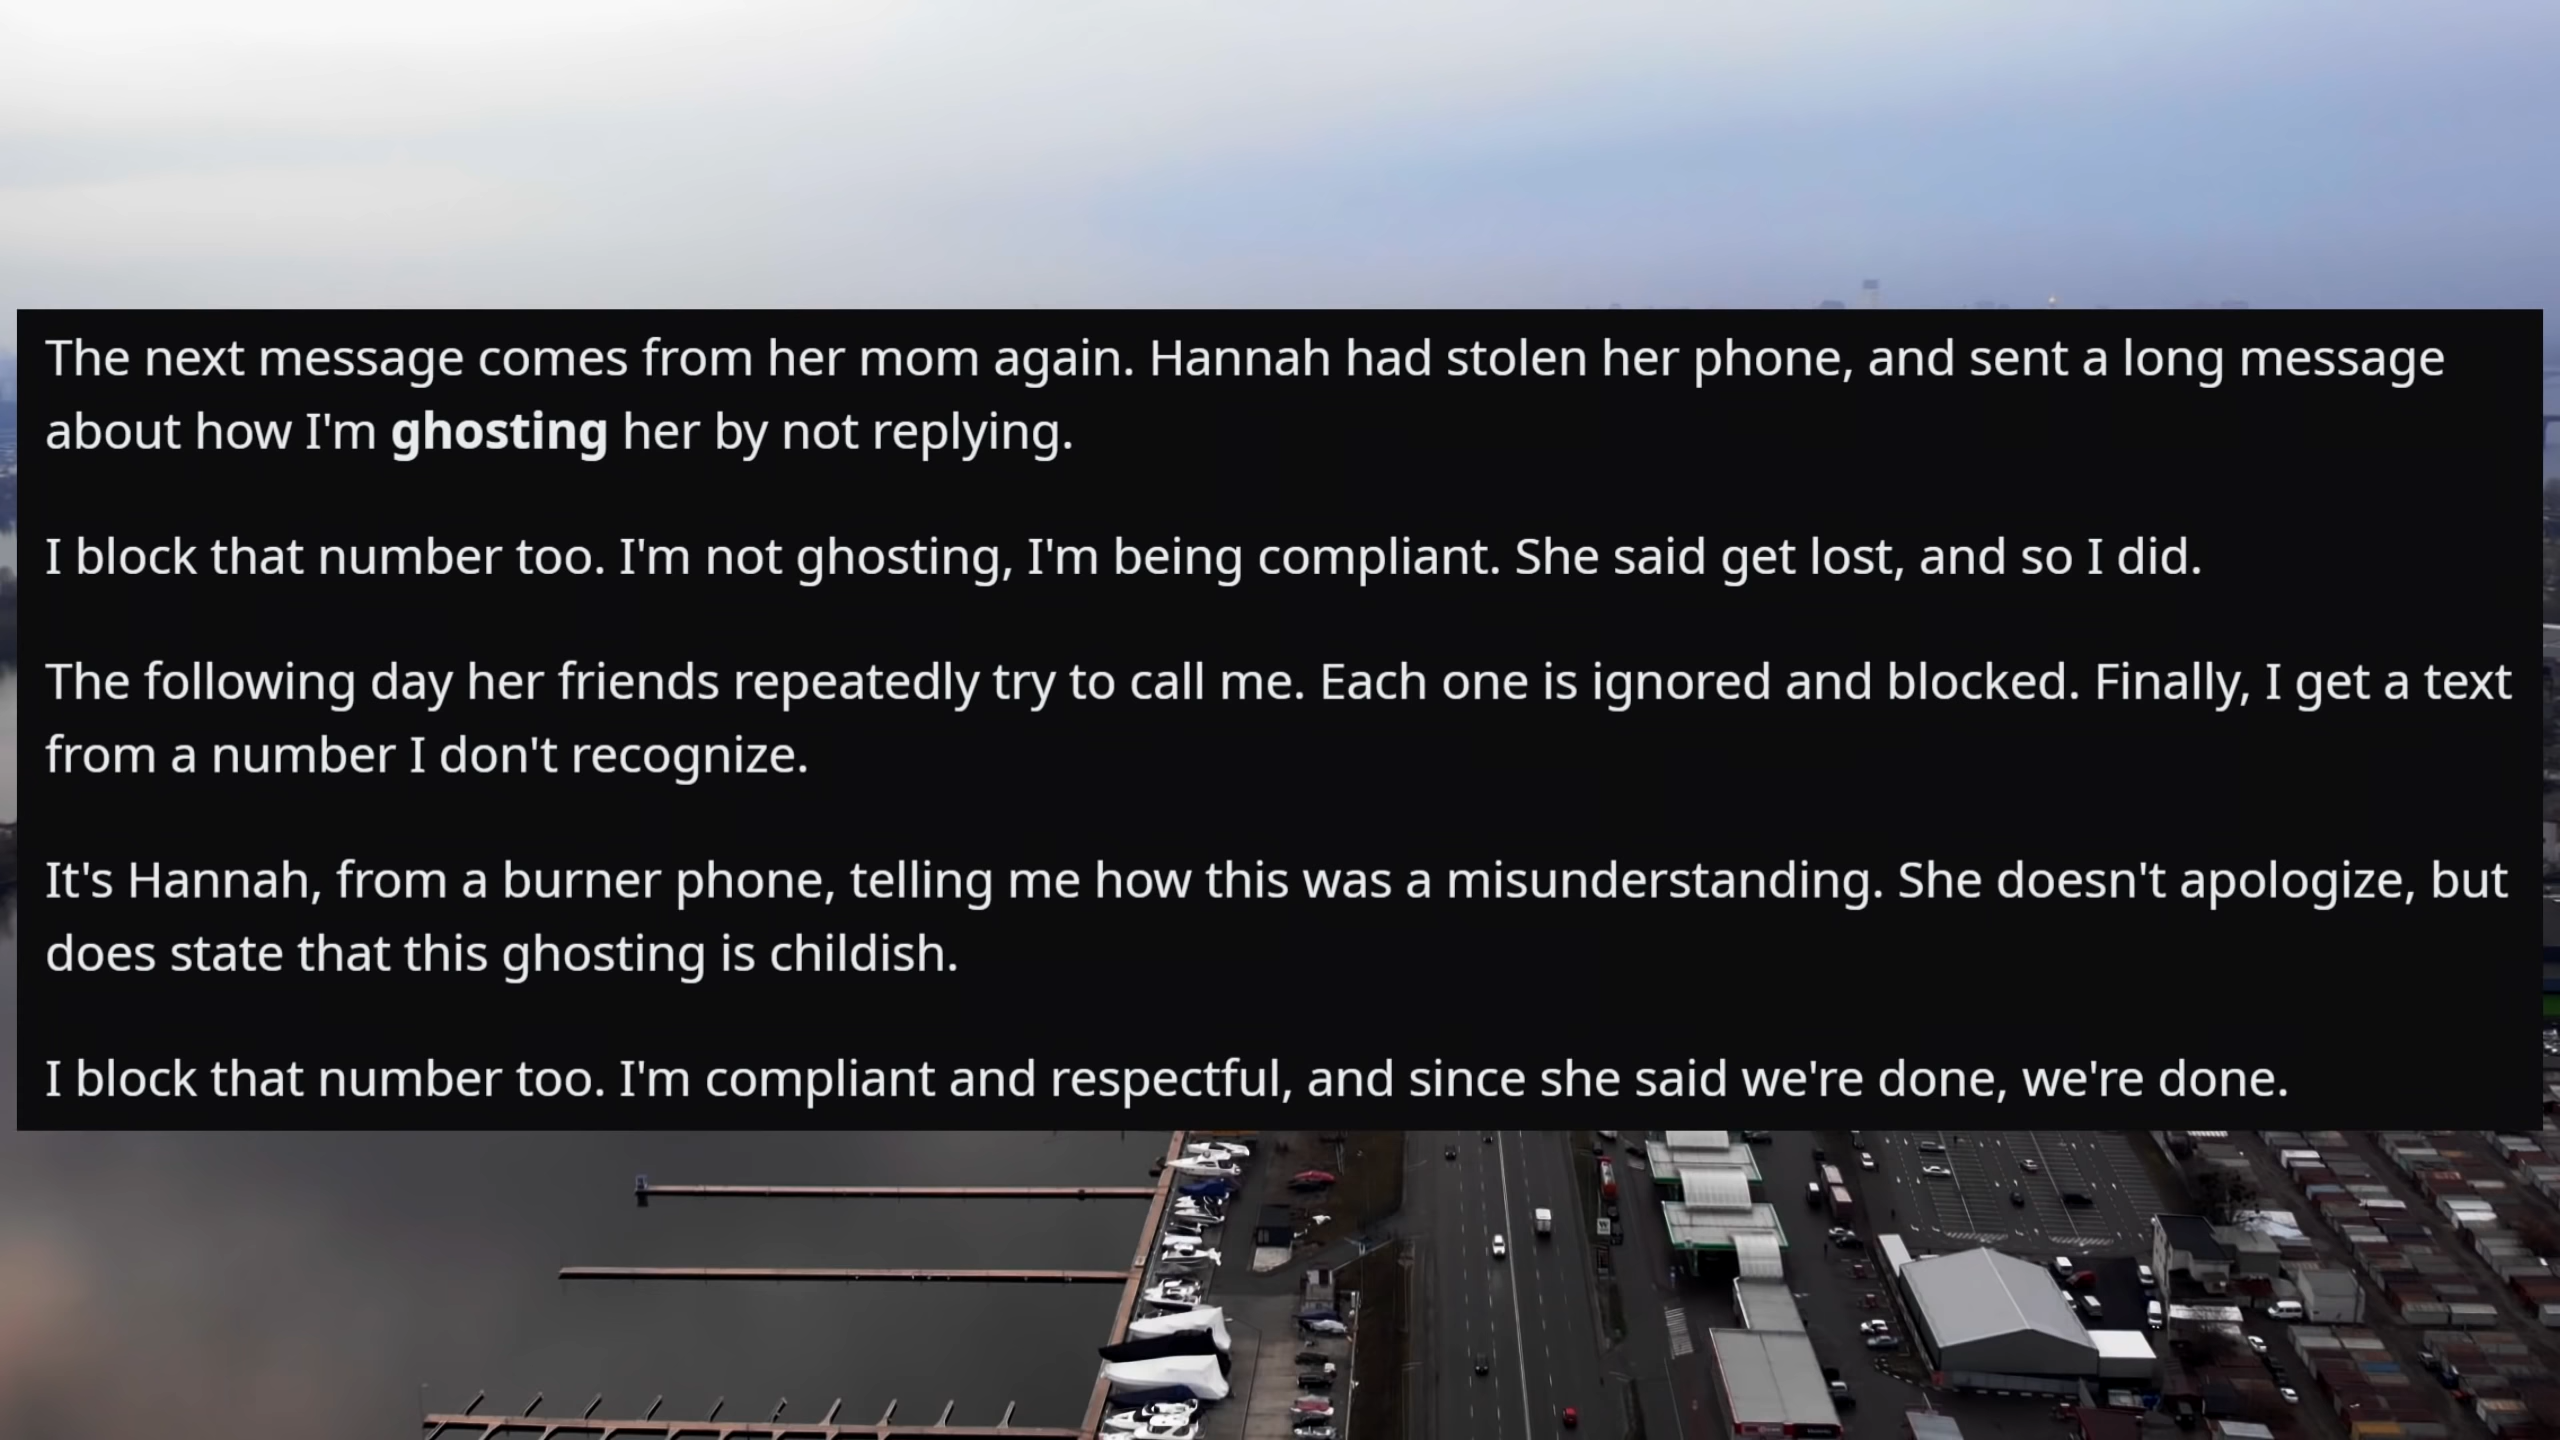 The next message comes from her mom again. Hannah had stolen her phone, and sent a long message
about how I'm ghosting her by not replying.
I block that number too. I'm not ghosting, I'm being compliant. She said get lost, and so I did.
The following day her friends repeatedly try to call me. Each one is ignored and blocked. Finally, I get a text
from a number I don't recognize.
It's Hannah, from a burner phone, telling me how this was a misunderstanding. She doesn't apologize, but
does state that this ghosting is childish.
I block that number too. I'm compliant and respectful, and since she said we're done, we're done.